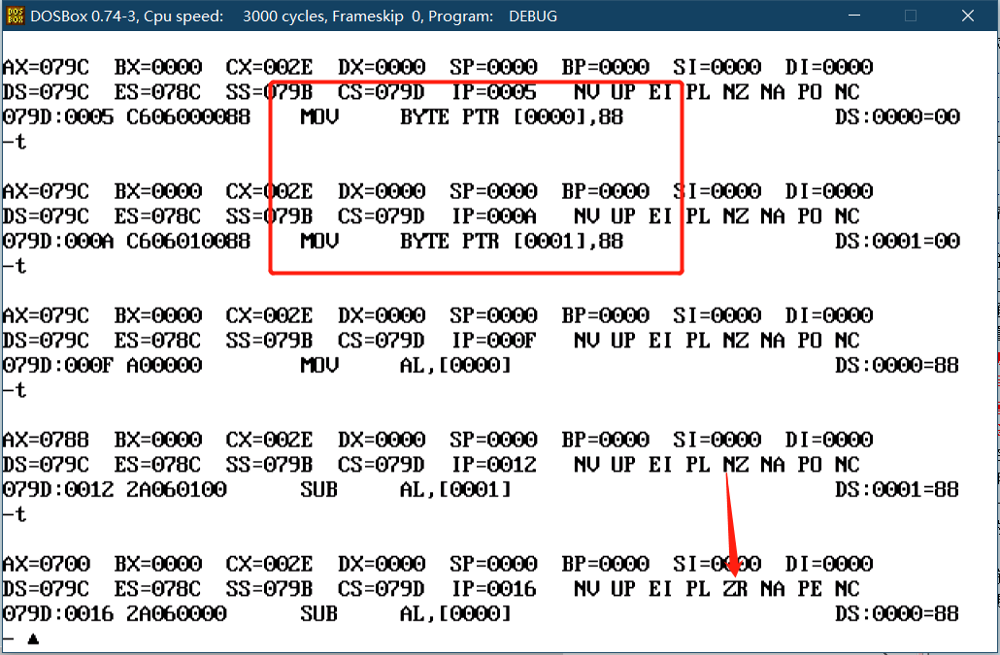 DOSBox 0.74-3, Cpu speed: 3000 cycles, Frameskip 0, Program: DEBUG
AX=079C BX=0000 CX=002E DX=0000 SP=0000 BP=0000 SI=0000 DI=0000
DS=079C ES=078C SS=079B CS=079D IP=0005 NV UP EI PL NZ NA PO NC
079D:0005 C606000088 MOV BYTE PTR [0000],88 DS:0000=00
-t
AX=079C BX=0000 CX=002E DX=0000 SP=0000 BP=0000 SI=0000 DI=0000
DS=079C ES=078C SS=079B CS=079D IP=000A NV UP EI PL NZ NA PO NC
079D:000A C606010088 MOV BYTE PTR [0001],88 DS:0001=00
-t
AX=079C BX=0000 CX=002E DX=0000 SP=0000 BP=0000 SI=0000 DI=0000
DS=079C ES=078C SS=079B CS=079D IP=000F NV UP EI PL NZ NA PO NC
079D:000F A00000 MOV AL,[0000] DS:0000=88
-t
AX=0788 BX=0000 CX=002E DX=0000 SP=0000 BP=0000 SI=0000 DI=0000
DS=079C ES=078C SS=079B CS=079D IP=0012 NV UP EI PL NZ NA PO NC
079D:0012 2A060100 SUB AL,[0001] DS:0001=88
-t
AX=0700 BX=0000 CX=002E DX=0000 SP=0000 BP=0000 SI=0000 DI=0000
DS=079C ES=078C SS=079B CS=079D IP=0016 NV UP EI PL ZR NA PE NC
079D:0016 2A060000 SUB AL,[0000] DS:0000=88
-